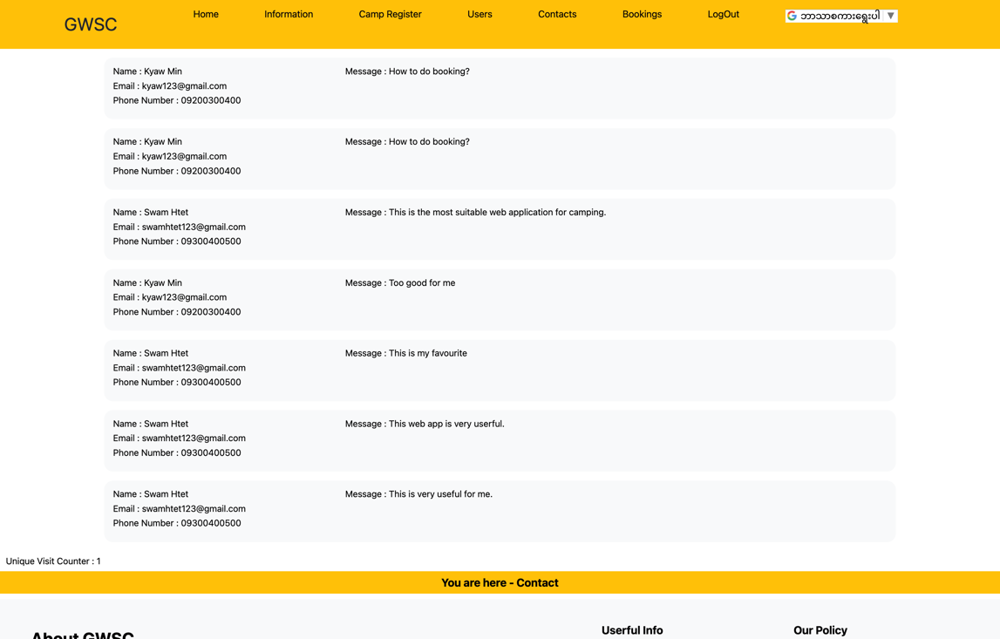 GWSC
Home Information Camp Register Users Contacts Bookings LogOut
ဘာသာစကားရွေးပါ ▼
Name : Kyaw Min
Email : kyaw123@gmail.com
Phone Number : 09200300400
Message : How to do booking?
Name : Kyaw Min
Email : kyaw123@gmail.com
Phone Number : 09200300400
Message : How to do booking?
Name : Swam Htet
Email : swamhtet123@gmail.com
Phone Number : 09300400500
Message : This is the most suitable web application for camping.
Name : Kyaw Min
Email : kyaw123@gmail.com
Phone Number : 09200300400
Message : Too good for me
Name : Swam Htet
Email : swamhtet123@gmail.com
Phone Number : 09300400500
Message : This is my favourite
Name : Swam Htet
Email : swamhtet123@gmail.com
Phone Number : 09300400500
Message : This web app is very userful.
Name : Swam Htet
Email : swamhtet123@gmail.com
Phone Number : 09300400500
Message : This is very useful for me.
Unique Visit Counter : 1
You are here - Contact
About GWSC
Userful Info
Our Policy